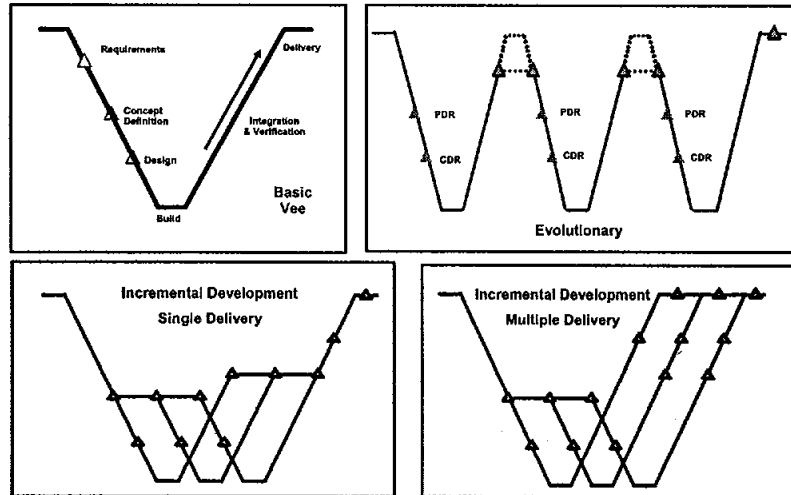 Requirements
Delivery
Concept
Definition
Integration
& Verification
Design
Basic
Vee
Build
PDR
PDR
PDR
CDR
CDR
CDR
Evolutionary
Incremental Development
Single Delivery
Incremental Development
Multiple Delivery